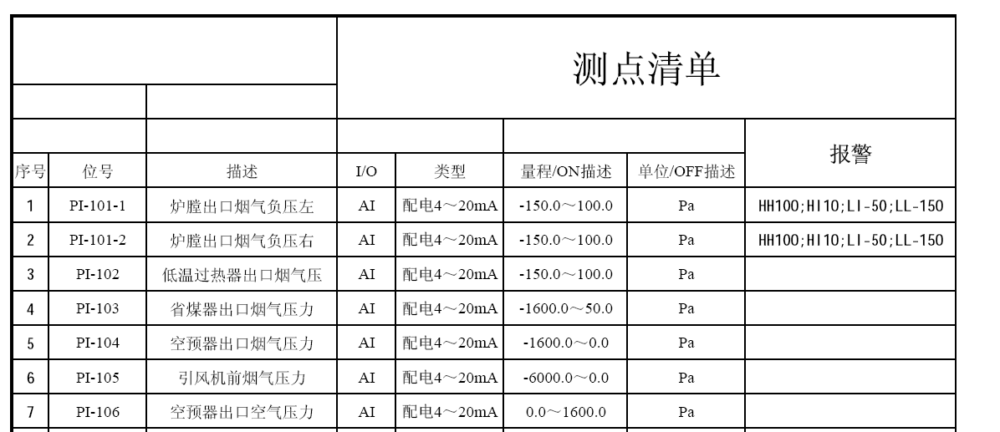 测点清单
报警
序号 位号 描述 I/O 类型 量程/ON描述 单位/OFF描述
1 PI-101-1 炉膛出口烟气负压左 AI 配电4～20mA -150.0～100.0 Pa HH100;HI10;LI-50;LL-150
2 PI-101-2 炉膛出口烟气负压右 AI 配电4～20mA -150.0～100.0 Pa HH100;HI10;LI-50;LL-150
3 PI-102 低温过热器出口烟气压 AI 配电4～20mA -150.0～100.0 Pa
4 PI-103 省煤器出口烟气压力 AI 配电4～20mA -1600.0～50.0 Pa
5 PI-104 空预器出口烟气压力 AI 配电4～20mA -1600.0～0.0 Pa
6 PI-105 引风机前烟气压力 AI 配电4～20mA -6000.0～0.0 Pa
7 PI-106 空预器出口空气压力 AI 配电4～20mA 0.0～1600.0 Pa